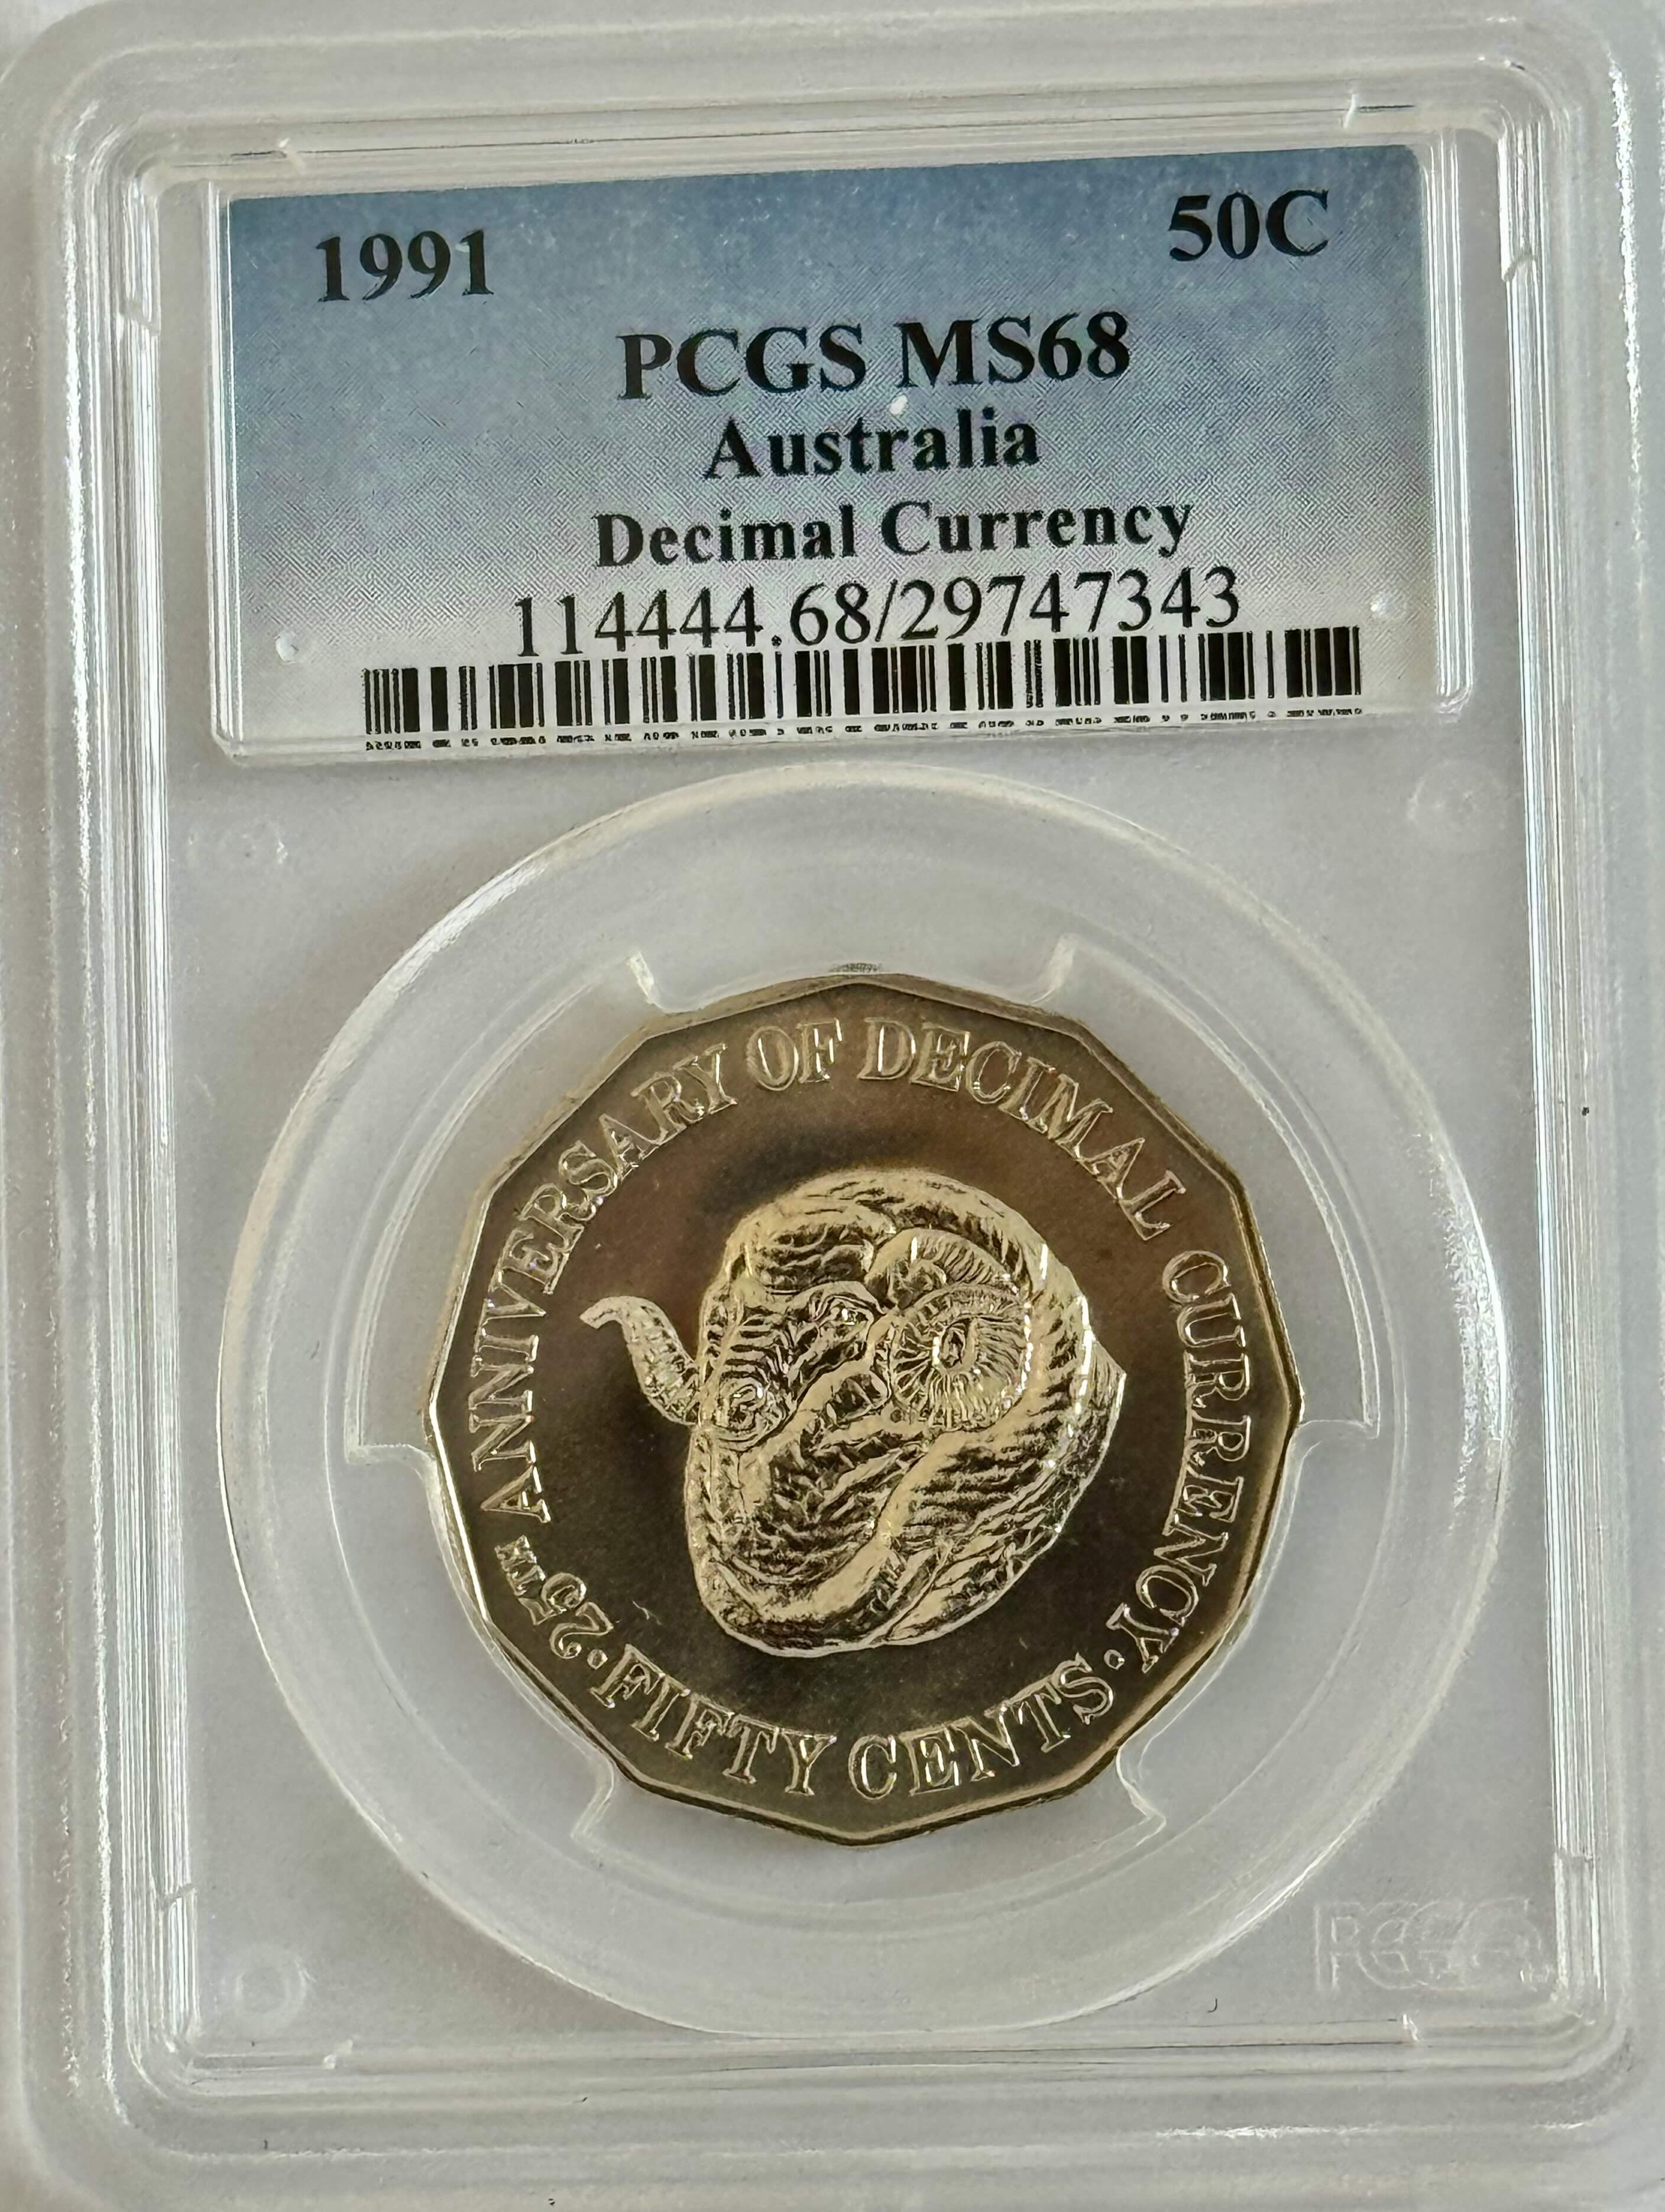 1991 50C
PCGS MS68
Australia
Decimal Currency
114444.68/29747343
25TH ANNIVERSARY OF DECIMAL CURRENCY
· FIFTY CENTS ·
PCGS